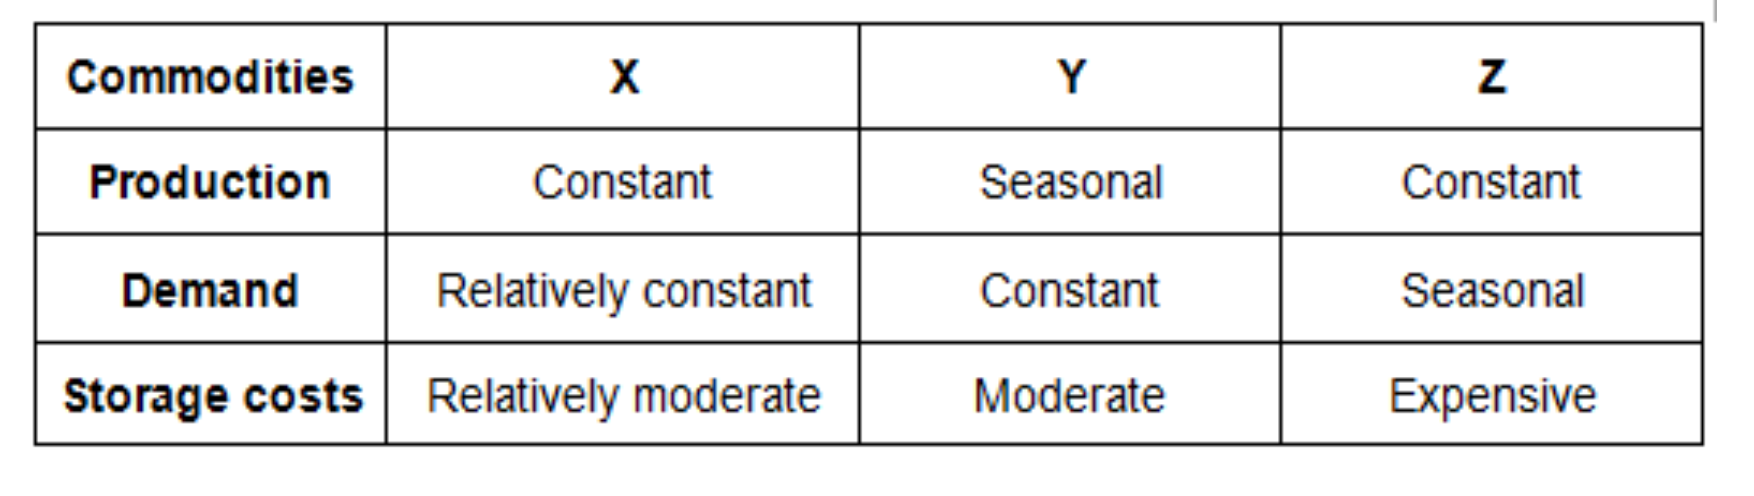 Commodities X Y Z
Production Constant Seasonal Constant
Demand Relatively constant Constant Seasonal
Storage costs Relatively moderate Moderate Expensive